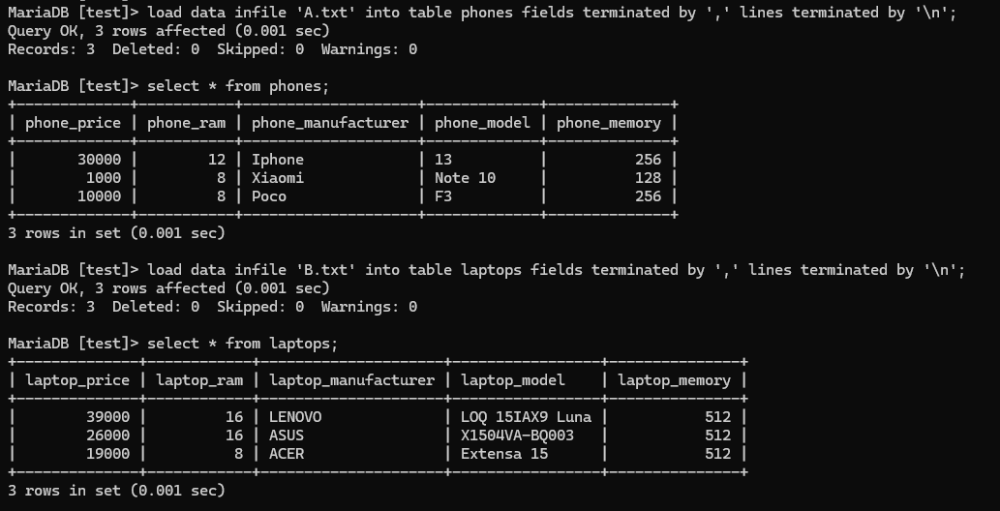 MariaDB [test]> load data infile 'A.txt' into table phones fields terminated by ',' lines terminated by '\n';
Query OK, 3 rows affected (0.001 sec)
Records: 3  Deleted: 0  Skipped: 0  Warnings: 0

MariaDB [test]> select * from phones;
+-------------+-----------+--------------------+-------------+--------------+
| phone_price | phone_ram | phone_manufacturer | phone_model | phone_memory |
+-------------+-----------+--------------------+-------------+--------------+
|       30000 |        12 | Iphone             | 13          |          256 |
|        1000 |         8 | Xiaomi             | Note 10     |          128 |
|       10000 |         8 | Poco               | F3          |          256 |
+-------------+-----------+--------------------+-------------+--------------+
3 rows in set (0.001 sec)

MariaDB [test]> load data infile 'B.txt' into table laptops fields terminated by ',' lines terminated by '\n';
Query OK, 3 rows affected (0.001 sec)
Records: 3  Deleted: 0  Skipped: 0  Warnings: 0

MariaDB [test]> select * from laptops;
+--------------+------------+---------------------+-----------------+---------------+
| laptop_price | laptop_ram | laptop_manufacturer | laptop_model    | laptop_memory |
+--------------+------------+---------------------+-----------------+---------------+
|        39000 |         16 | LENOVO              | LOQ 15IAX9 Luna |           512 |
|        26000 |         16 | ASUS                | X1504VA-BQ003   |           512 |
|        19000 |          8 | ACER                | Extensa 15      |           512 |
+--------------+------------+---------------------+-----------------+---------------+
3 rows in set (0.001 sec)